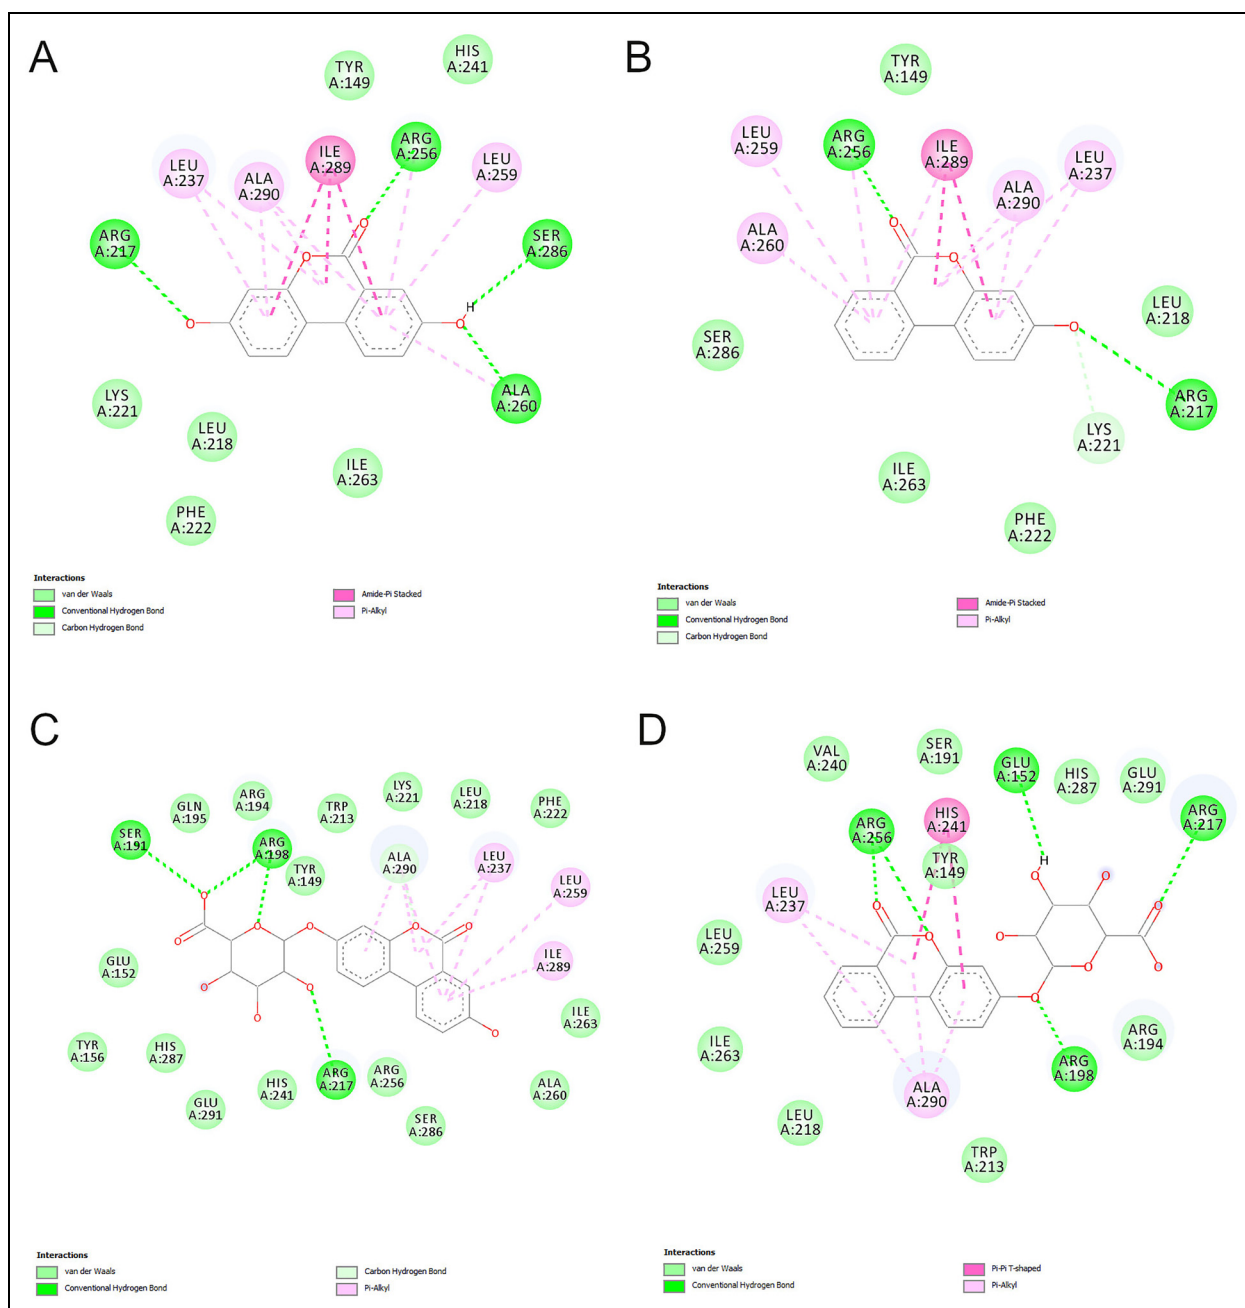 A
TYR
A:149
HIS
A:241
ARG
A:256
ILE
A:289
LEU
A:237
ALA
A:290
LEU
A:259
ARG
A:217
SER
A:286
O
O
O
H
O
ALA
A:260
LYS
A:221
LEU
A:218
ILE
A:263
PHE
A:222
Interactions
van der Waals
Conventional Hydrogen Bond
Carbon Hydrogen Bond
Amide-Pi Stacked
Pi-Alkyl
B
TYR
A:149
LEU
A:259
ARG
A:256
ILE
A:289
LEU
A:237
ALA
A:290
ALA
A:260
O
O
O
SER
A:286
LEU
A:218
ARG
A:217
LYS
A:221
ILE
A:263
PHE
A:222
Interactions
van der Waals
Conventional Hydrogen Bond
Carbon Hydrogen Bond
Amide-Pi Stacked
Pi-Alkyl
C
GLN
A:195
ARG
A:194
TRP
A:213
LYS
A:221
LEU
A:218
PHE
A:222
SER
A:191
ARG
A:198
TYR
A:149
ALA
A:290
LEU
A:237
LEU
A:259
O
O
O
O
O
O
O
O
O
O
GLU
A:152
ILE
A:289
ILE
A:263
TYR
A:156
HIS
A:287
GLU
A:291
HIS
A:241
ARG
A:217
ARG
A:256
SER
A:286
ALA
A:260
Interactions
van der Waals
Conventional Hydrogen Bond
Carbon Hydrogen Bond
Pi-Alkyl
D
VAL
A:240
SER
A:191
GLU
A:152
HIS
A:287
GLU
A:291
ARG
A:217
ARG
A:256
HIS
A:241
TYR
A:149
LEU
A:237
H
O
O
O
O
O
O
O
O
O
LEU
A:259
ILE
A:263
ARG
A:194
ARG
A:198
ALA
A:290
LEU
A:218
TRP
A:213
Interactions
van der Waals
Conventional Hydrogen Bond
Pi-Pi T-shaped
Pi-Alkyl